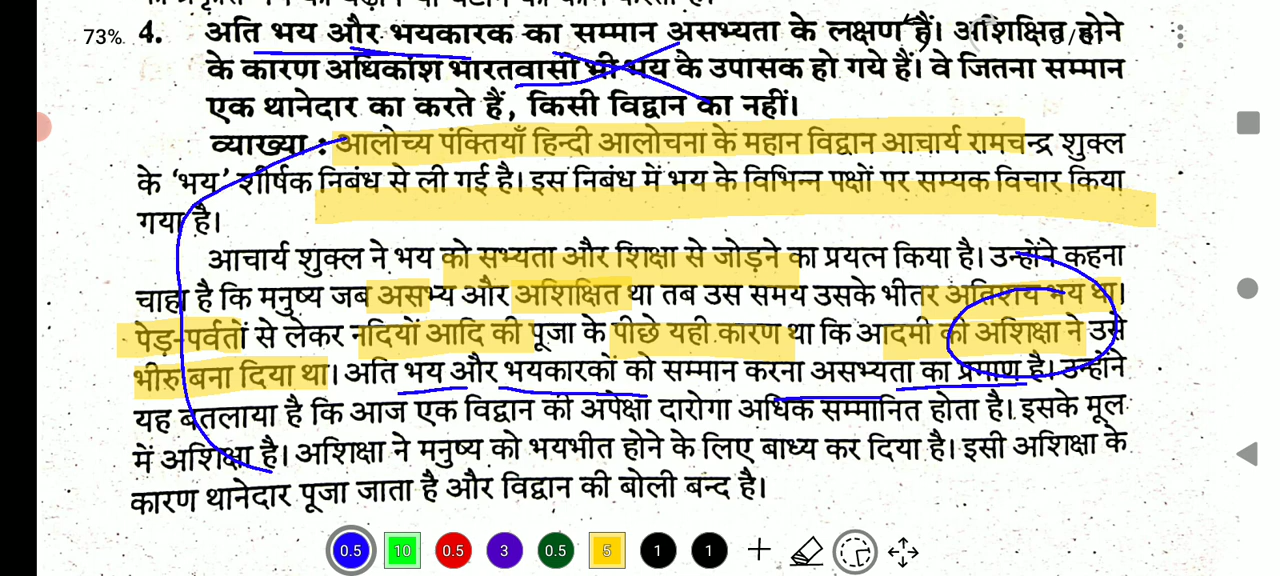 73%
4. अति भय और भयकारक का सम्मान असभ्यता के लक्षण हैं। अशिक्षित होने
के कारण अधिकांश भारतवासी भी भय के उपासक हो गये हैं। वे जितना सम्मान
एक थानेदार का करते हैं, किसी विद्वान का नहीं।
व्याख्या : आलोच्य पंक्तियाँ हिन्दी आलोचना के महान विद्वान आचार्य रामचन्द्र शुक्ल
के 'भय' शीर्षक निबंध से ली गई है। इस निबंध में भय के विभिन्न पक्षों पर सम्यक विचार किया
गया है।
आचार्य शुक्ल ने भय को सभ्यता और शिक्षा से जोड़ने का प्रयत्न किया है। उन्होंने कहना
चाहा है कि मनुष्य जब असभ्य और अशिक्षित था तब उस समय उसके भीतर अतिशय भय था।
पेड़-पर्वतों से लेकर नदियों आदि की पूजा के पीछे यही कारण था कि आदमी को अशिक्षा ने उसे
भीरु बना दिया था। अति भय और भयकारकों को सम्मान करना असभ्यता का प्रमाण है। उन्होंने
यह बतलाया है कि आज एक विद्वान की अपेक्षा दारोगा अधिक सम्मानित होता है। इसके मूल
में अशिक्षा है। अशिक्षा ने मनुष्य को भयभीत होने के लिए बाध्य कर दिया है। इसी अशिक्षा के
कारण थानेदार पूजा जाता है और विद्वान की बोली बन्द है।
0.5 10 0.5 3 0.5 5 1 1